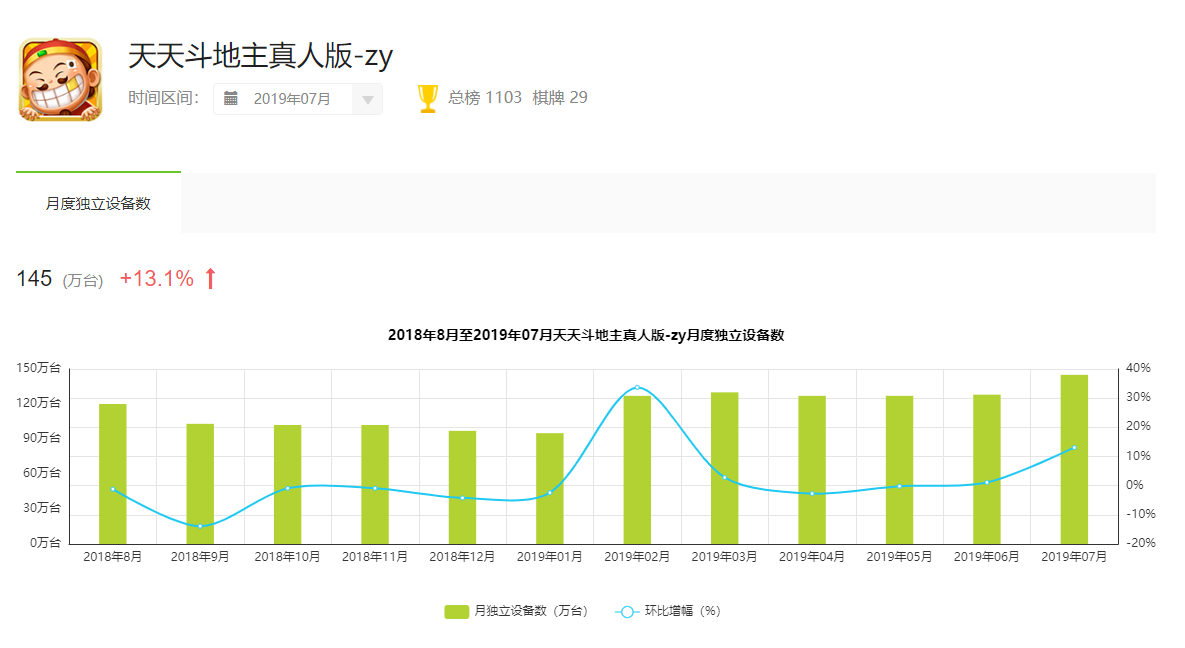 天天斗地主真人版-zy
时间区间： 2019年07月 总榜 1103 棋牌 29
月度独立设备数
145 (万台) +13.1%
2018年8月至2019年07月天天斗地主真人版-zy月度独立设备数
150万台 40%
120万台 30%
90万台 20%
60万台 10%
30万台 0%
0万台 -10%
-20%
2018年8月 2018年9月 2018年10月 2018年11月 2018年12月 2019年01月 2019年02月 2019年03月 2019年04月 2019年05月 2019年06月 2019年07月
月独立设备数（万台） 环比增幅（%）